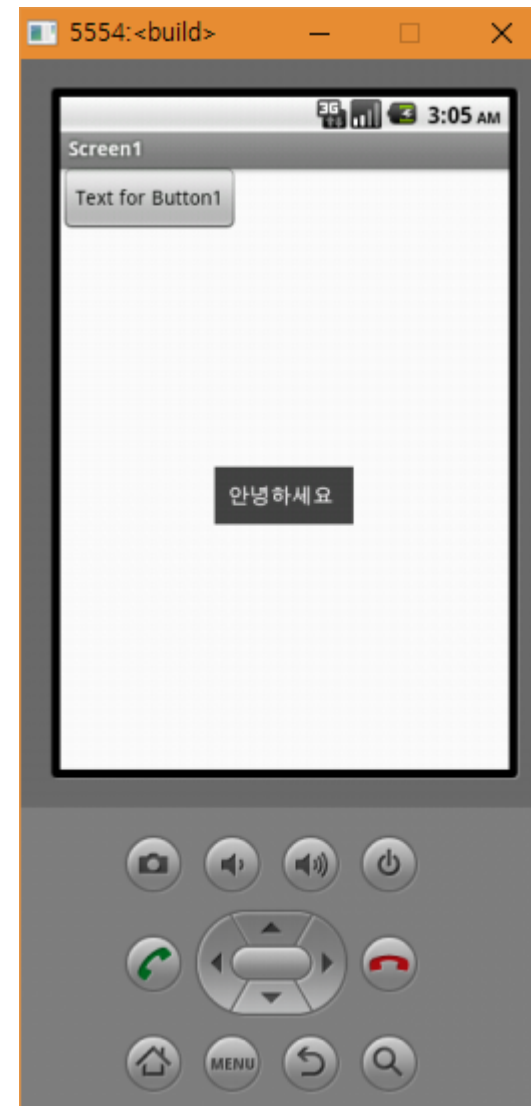 5554:<build>
3G
3:05 AM
Screen1
Text for Button1
안녕하세요
MENU